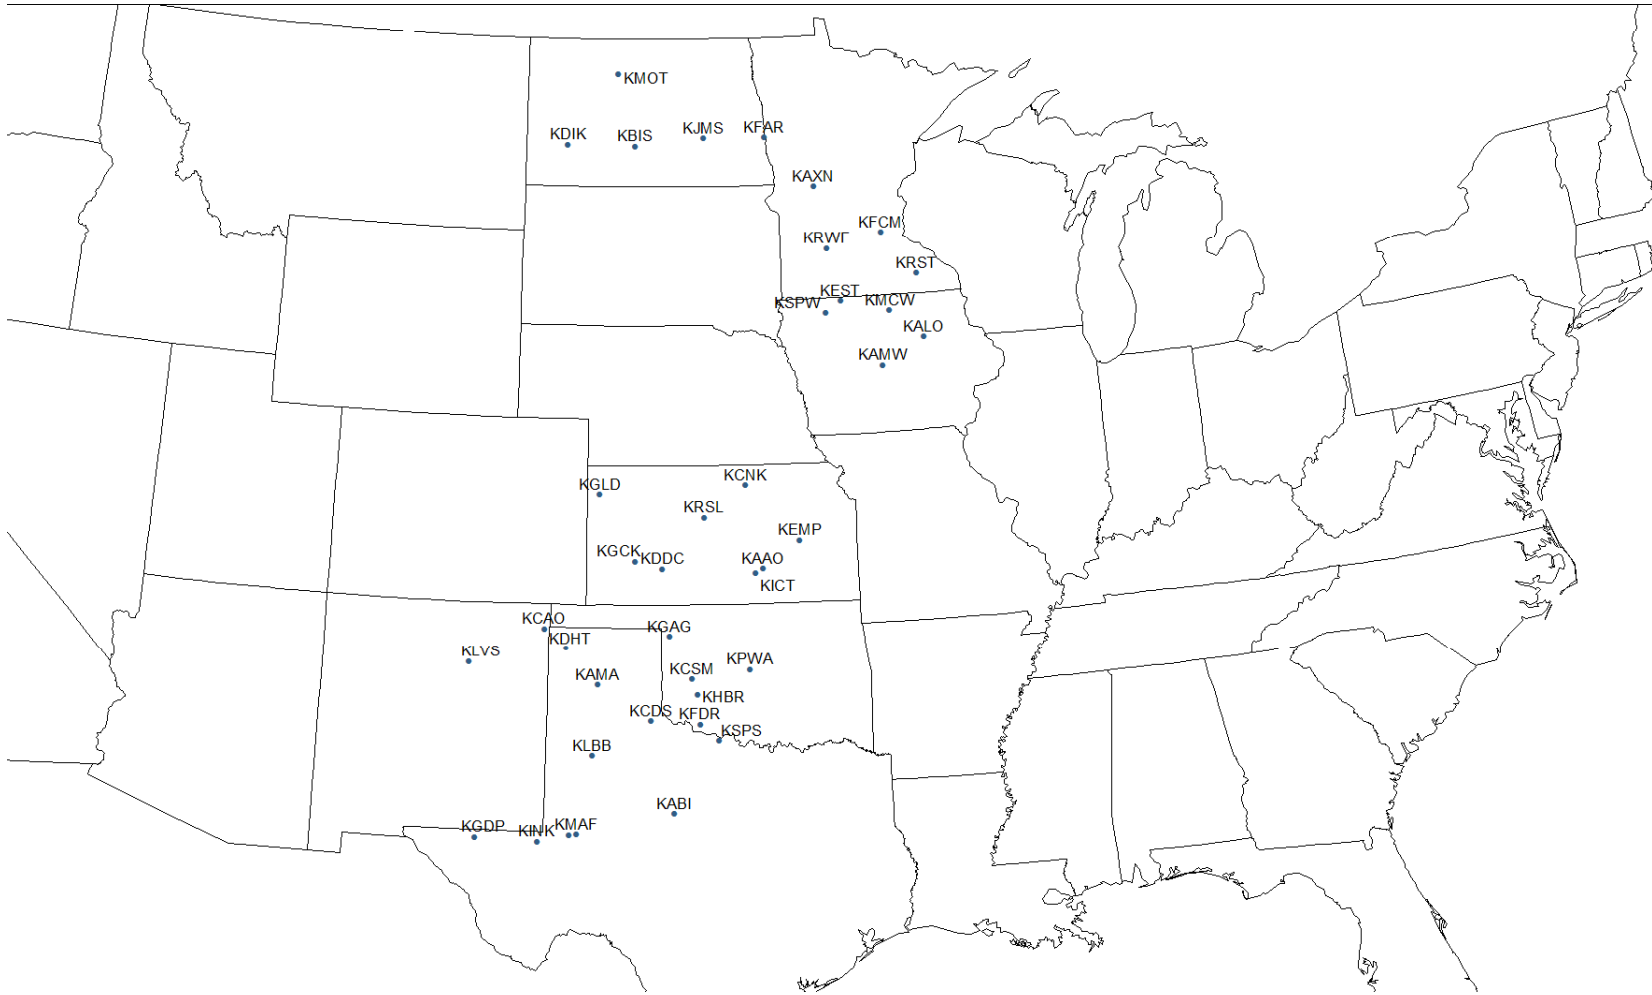 KMOT
KDIK
KBIS
KJMS
KFAR
KAXN
KFCM
KRWF
KRST
KEST
KSPW
KMCW
KALO
KAMW
KCNK
KGLD
KRSL
KEMP
KGCK
KDDC
KAAO
KICT
KCAO
KGAG
KDHT
KLVS
KPWA
KCSM
KAMA
KHBR
KCDS
KFDR
KSPS
KLBB
KABI
KGDP
KINK
KMAF